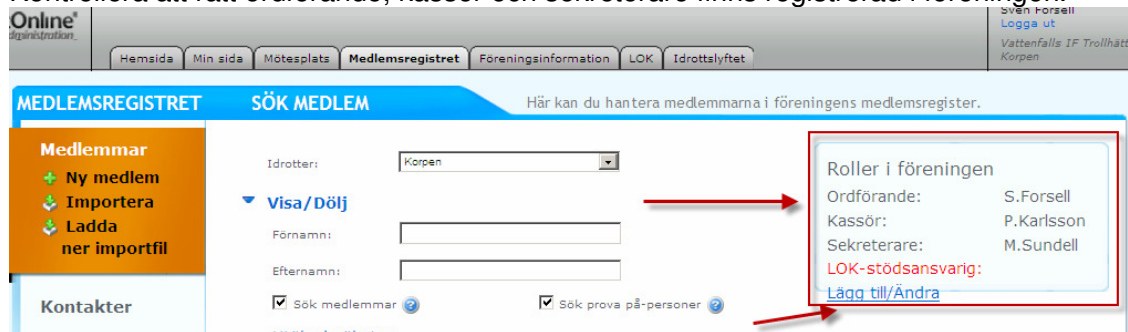 Kontrollera att rätt ordförande, kassör och sekreterare finns registrerad i föreningen.
Online®
Sven Forsell
Logga ut
Vattenfalls IF Trollhätt
Korpen
Hemsida Min sida Mötesplats Medlemsregistret Föreningsinformation LOK Idrottslyftet
MEDLEMSREGISTRET SÖK MEDLEM Här kan du hantera medlemmarna i föreningens medlemsregister.
Medlemmar
Ny medlem
Importera
Ladda
ner importfil
Kontakter
Idrotter: Korpen
Visa/Dölj
Förnamn:
Efternamn:
Sök medlemmar Sök prova på-personer
Roller i föreningen
Ordförande: S.Forsell
Kassör: P.Karlsson
Sekreterare: M.Sundell
LOK-stödsansvarig:
Lägg till/Ändra